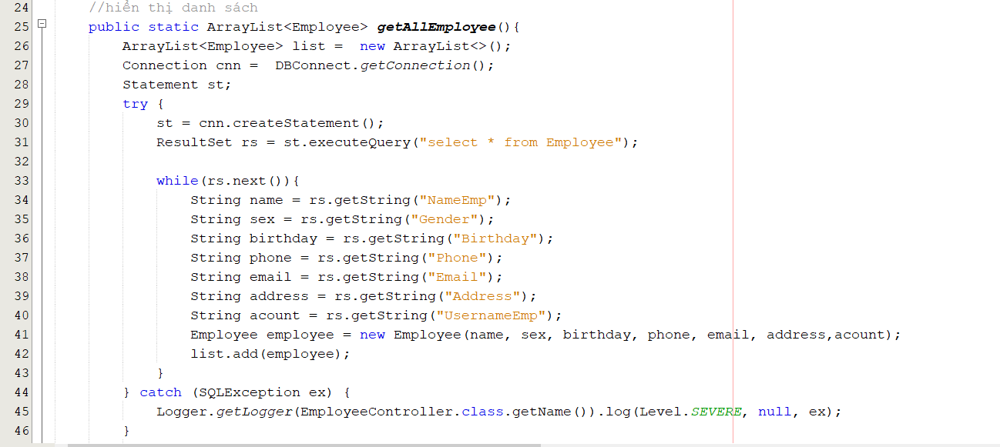 24 //hiển thị danh sách
25 public static ArrayList<Employee> getAllEmployee(){
26 ArrayList<Employee> list =  new ArrayList<>();
27 Connection cnn =  DBConnect.getConnection();
28 Statement st;
29 try {
30 st = cnn.createStatement();
31 ResultSet rs = st.executeQuery("select * from Employee");
32
33 while(rs.next()){
34 String name = rs.getString("NameEmp");
35 String sex = rs.getString("Gender");
36 String birthday = rs.getString("Birthday");
37 String phone = rs.getString("Phone");
38 String email = rs.getString("Email");
39 String address = rs.getString("Address");
40 String acount = rs.getString("UsernameEmp");
41 Employee employee = new Employee(name, sex, birthday, phone, email, address,acount);
42 list.add(employee);
43 }
44 } catch (SQLException ex) {
45 Logger.getLogger(EmployeeController.class.getName()).log(Level.SEVERE, null, ex);
46 }